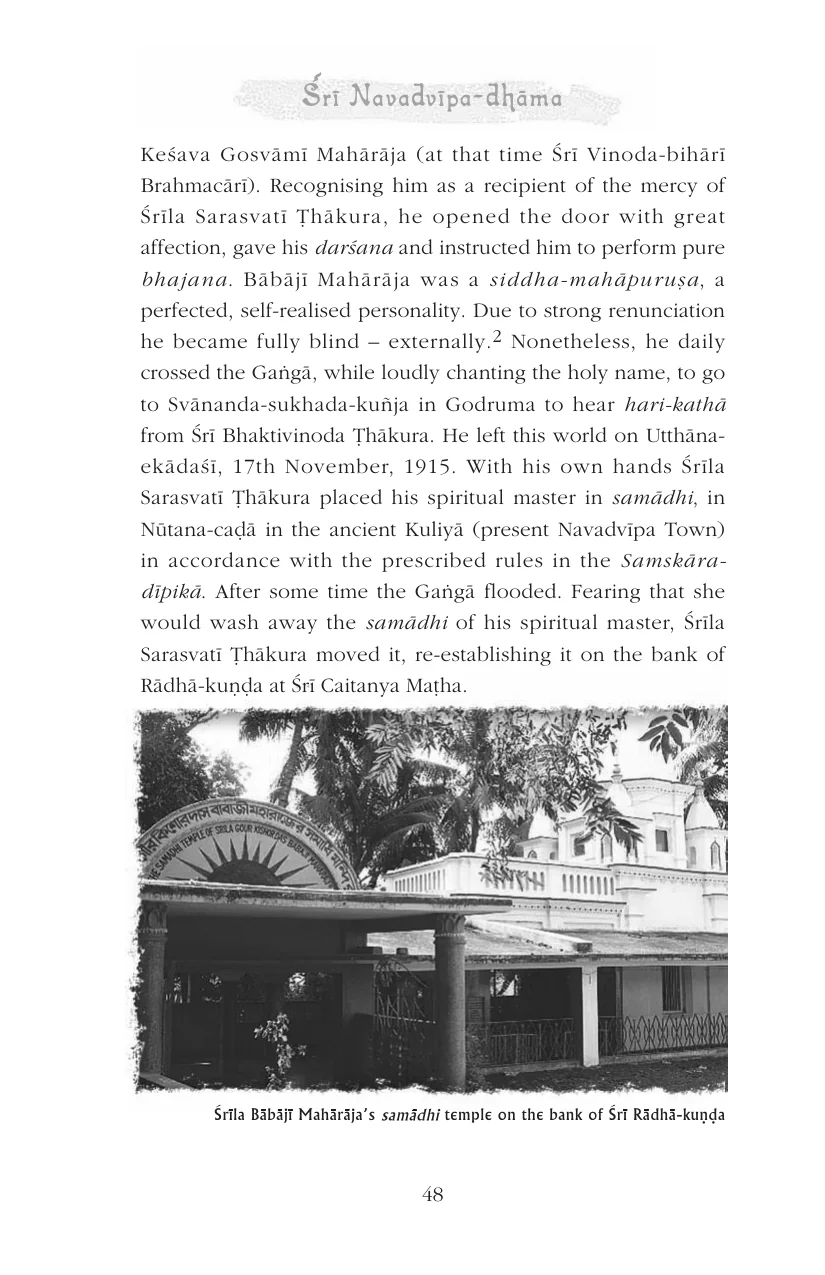 Śrī Navadvīpa-dhāma
Keśava Gosvāmī Mahārāja (at that time Śrī Vinoda-bihārī
Brahmacārī). Recognising him as a recipient of the mercy of
Śrīla Sarasvatī Ṭhākura, he opened the door with great
affection, gave his darśana and instructed him to perform pure
bhajana. Bābājī Mahārāja was a siddha-mahāpuruṣa, a
perfected, self-realised personality. Due to strong renunciation
he became fully blind – externally.2 Nonetheless, he daily
crossed the Gaṅgā, while loudly chanting the holy name, to go
to Svānanda-sukhada-kuñja in Godruma to hear hari-kathā
from Śrī Bhaktivinoda Ṭhākura. He left this world on Utthāna-
ekādaśī, 17th November, 1915. With his own hands Śrīla
Sarasvatī Ṭhākura placed his spiritual master in samādhi, in
Nūtana-caḍā in the ancient Kuliyā (present Navadvīpa Town)
in accordance with the prescribed rules in the Samskāra-
dīpikā. After some time the Gaṅgā flooded. Fearing that she
would wash away the samādhi of his spiritual master, Śrīla
Sarasvatī Ṭhākura moved it, re-establishing it on the bank of
Rādhā-kuṇḍa at Śrī Caitanya Maṭha.
SAMADHI TEMPLE OF SRILA GOUR KISHOR DAS BABAJI
Śrīla Bābājī Mahārāja's samādhi temple on the bank of Śrī Rādhā-kuṇḍa
48